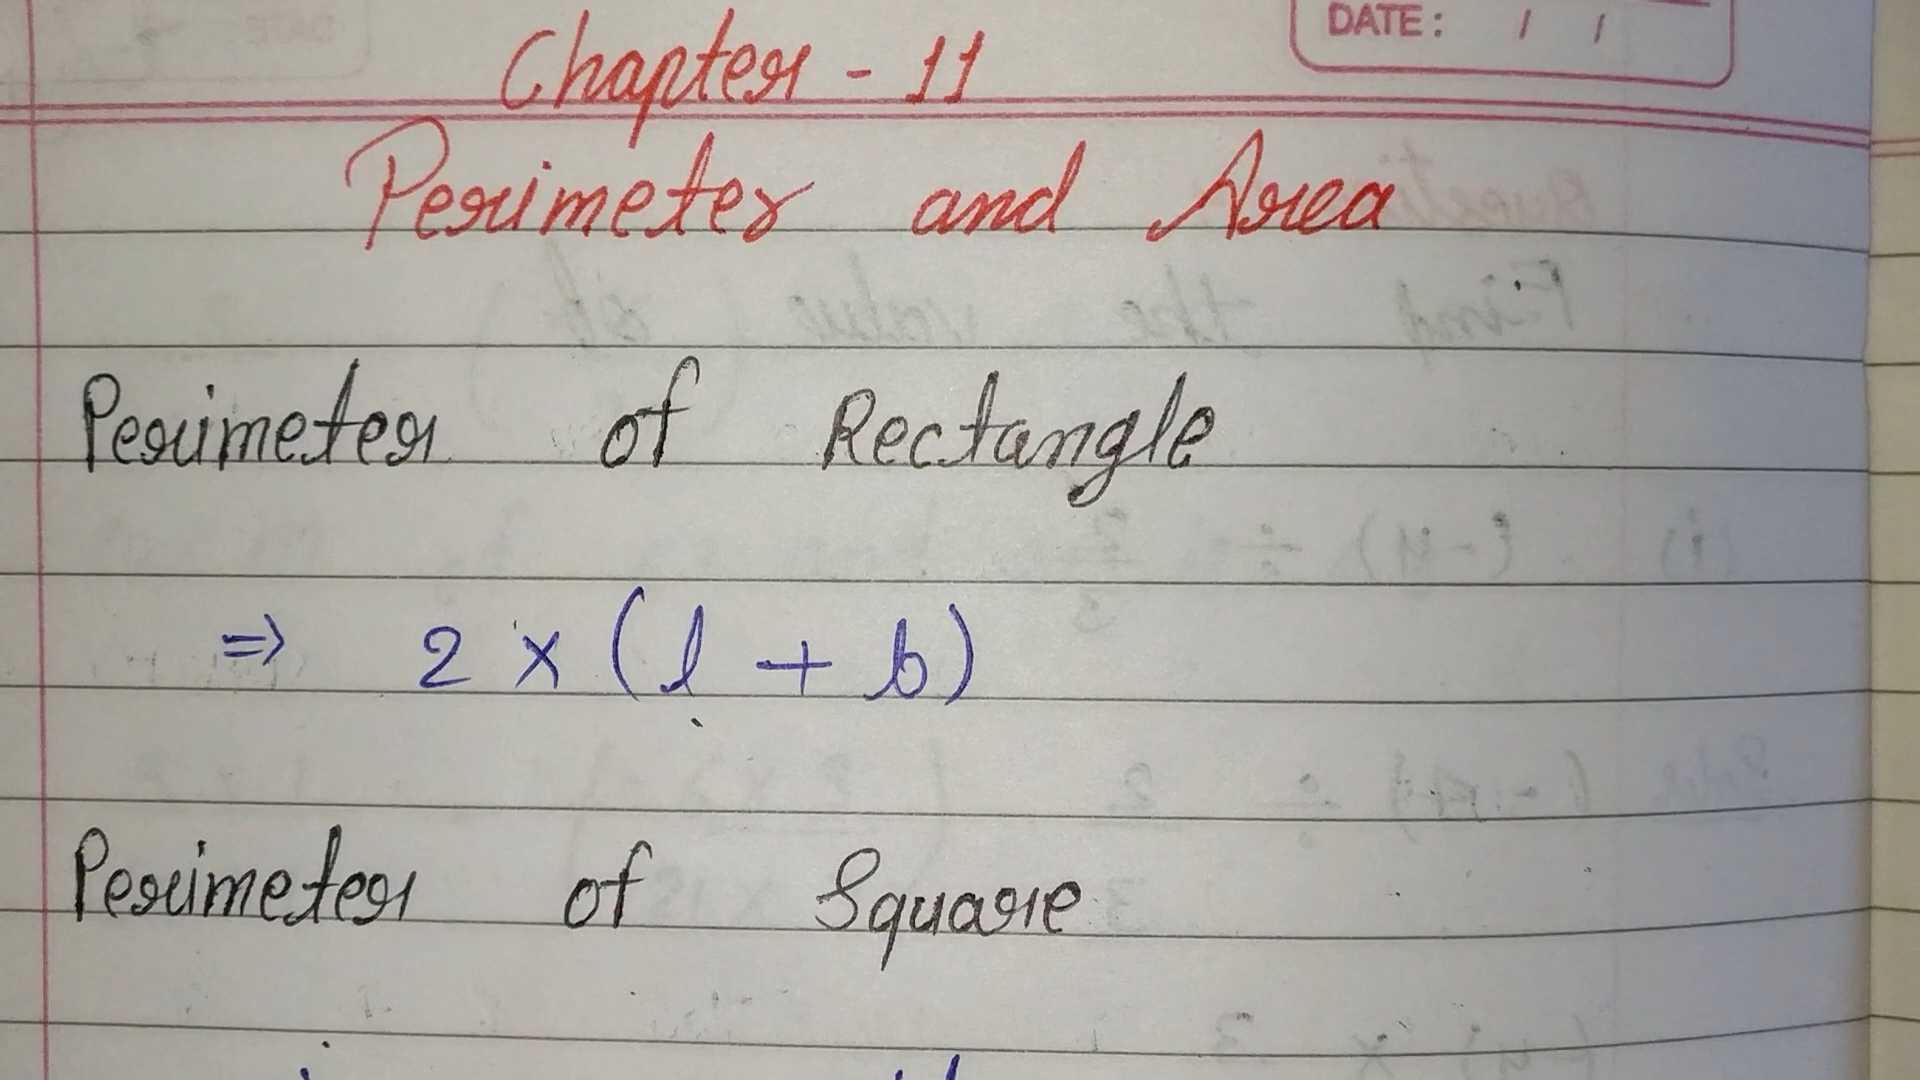 DATE: / /
Chapter - 11
Perimeter and Area
Perimeter of Rectangle
⇒ 2 × (l + b)
Perimeter of Square